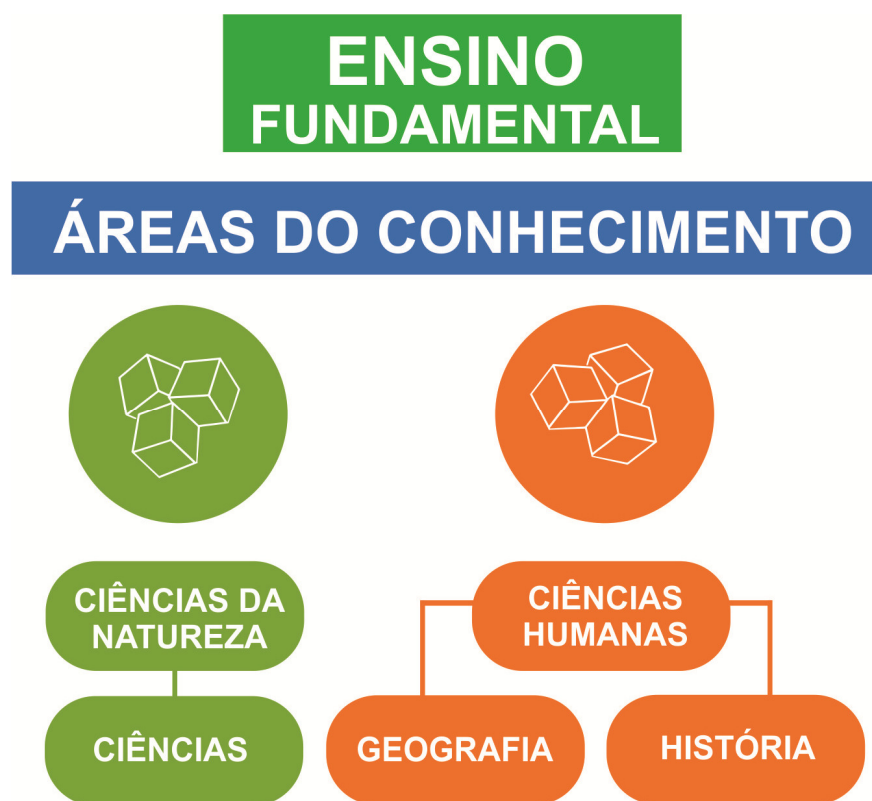 ENSINO
FUNDAMENTAL
ÁREAS DO CONHECIMENTO
CIÊNCIAS DA
NATUREZA
CIÊNCIAS
HUMANAS
CIÊNCIAS
GEOGRAFIA
HISTÓRIA